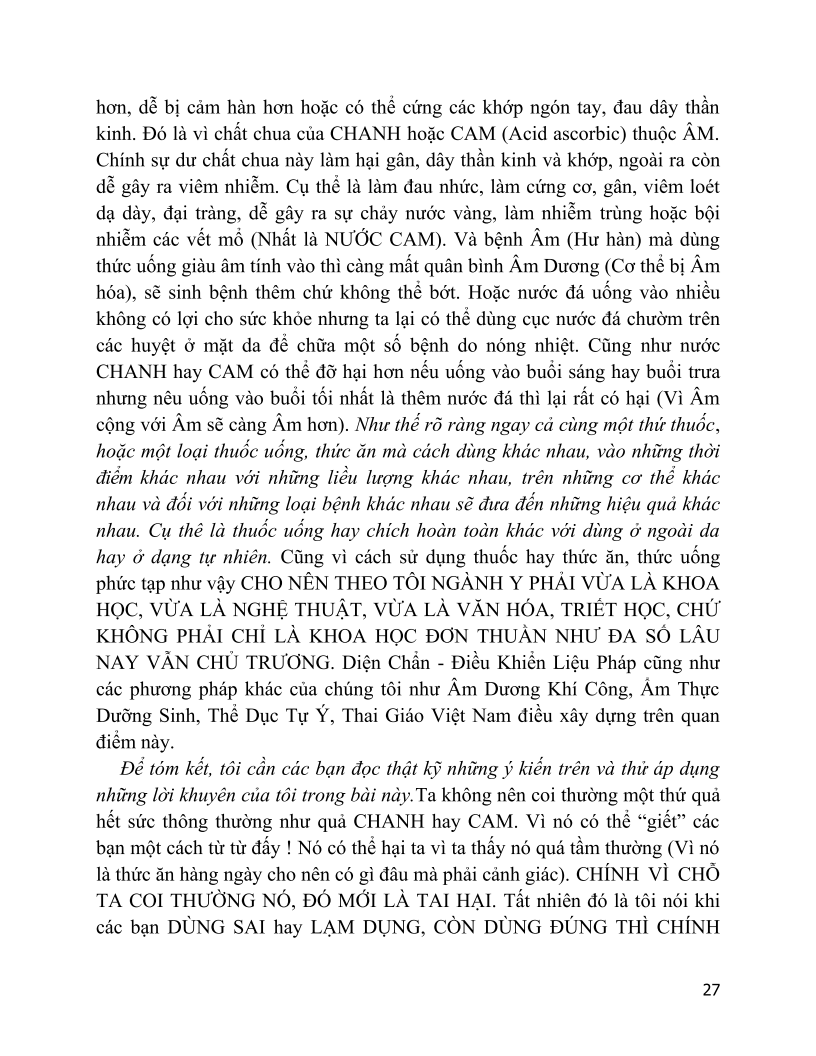 hơn, dễ bị cảm hàn hơn hoặc có thể cứng các khớp ngón tay, đau dây thần
kinh. Đó là vì chất chua của CHANH hoặc CAM (Acid ascorbic) thuộc ÂM.
Chính sự dư chất chua này làm hại gân, dây thần kinh và khớp, ngoài ra còn
dễ gây ra viêm nhiễm. Cụ thể là làm đau nhức, làm cứng cơ, gân, viêm loét
dạ dày, đại tràng, dễ gây ra sự chảy nước vàng, làm nhiễm trùng hoặc bội
nhiễm các vết mổ (Nhất là NƯỚC CAM). Và bệnh Âm (Hư hàn) mà dùng
thức uống giàu âm tính vào thì càng mất quân bình Âm Dương (Cơ thể bị Âm
hóa), sẽ sinh bệnh thêm chứ không thể bớt. Hoặc nước đá uống vào nhiều
không có lợi cho sức khỏe nhưng ta lại có thể dùng cục nước đá chườm trên
các huyệt ở mặt da để chữa một số bệnh do nóng nhiệt. Cũng như nước
CHANH hay CAM có thể đỡ hại hơn nếu uống vào buổi sáng hay buổi trưa
nhưng nêu uống vào buổi tối nhất là thêm nước đá thì lại rất có hại (Vì Âm
cộng với Âm sẽ càng Âm hơn). Như thế rõ ràng ngay cả cùng một thứ thuốc,
hoặc một loại thuốc uống, thức ăn mà cách dùng khác nhau, vào những thời
điểm khác nhau với những liều lượng khác nhau, trên những cơ thể khác
nhau và đối với những loại bệnh khác nhau sẽ đưa đến những hiệu quả khác
nhau. Cụ thê là thuốc uống hay chích hoàn toàn khác với dùng ở ngoài da
hay ở dạng tự nhiên. Cũng vì cách sử dụng thuốc hay thức ăn, thức uống
phức tạp như vậy CHO NÊN THEO TÔI NGÀNH Y PHẢI VỪA LÀ KHOA
HỌC, VỪA LÀ NGHỆ THUẬT, VỪA LÀ VĂN HÓA, TRIẾT HỌC, CHỨ
KHÔNG PHẢI CHỈ LÀ KHOA HỌC ĐƠN THUẦN NHƯ ĐA SỐ LÂU
NAY VẪN CHỦ TRƯƠNG. Diện Chẩn - Điều Khiển Liệu Pháp cũng như
các phương pháp khác của chúng tôi như Âm Dương Khí Công, Ẩm Thực
Dưỡng Sinh, Thể Dục Tự Ý, Thai Giáo Việt Nam điều xây dựng trên quan
điểm này.
Để tóm kết, tôi cần các bạn đọc thật kỹ những ý kiến trên và thử áp dụng
những lời khuyên của tôi trong bài này.Ta không nên coi thường một thứ quả
hết sức thông thường như quả CHANH hay CAM. Vì nó có thể “giết” các
bạn một cách từ từ đấy ! Nó có thể hại ta vì ta thấy nó quá tầm thường (Vì nó
là thức ăn hàng ngày cho nên có gì đâu mà phải cảnh giác). CHÍNH VÌ CHỖ
TA COI THƯỜNG NÓ, ĐÓ MỚI LÀ TAI HẠI. Tất nhiên đó là tôi nói khi
các bạn DÙNG SAI hay LẠM DỤNG, CÒN DÙNG ĐÚNG THÌ CHÍNH
27